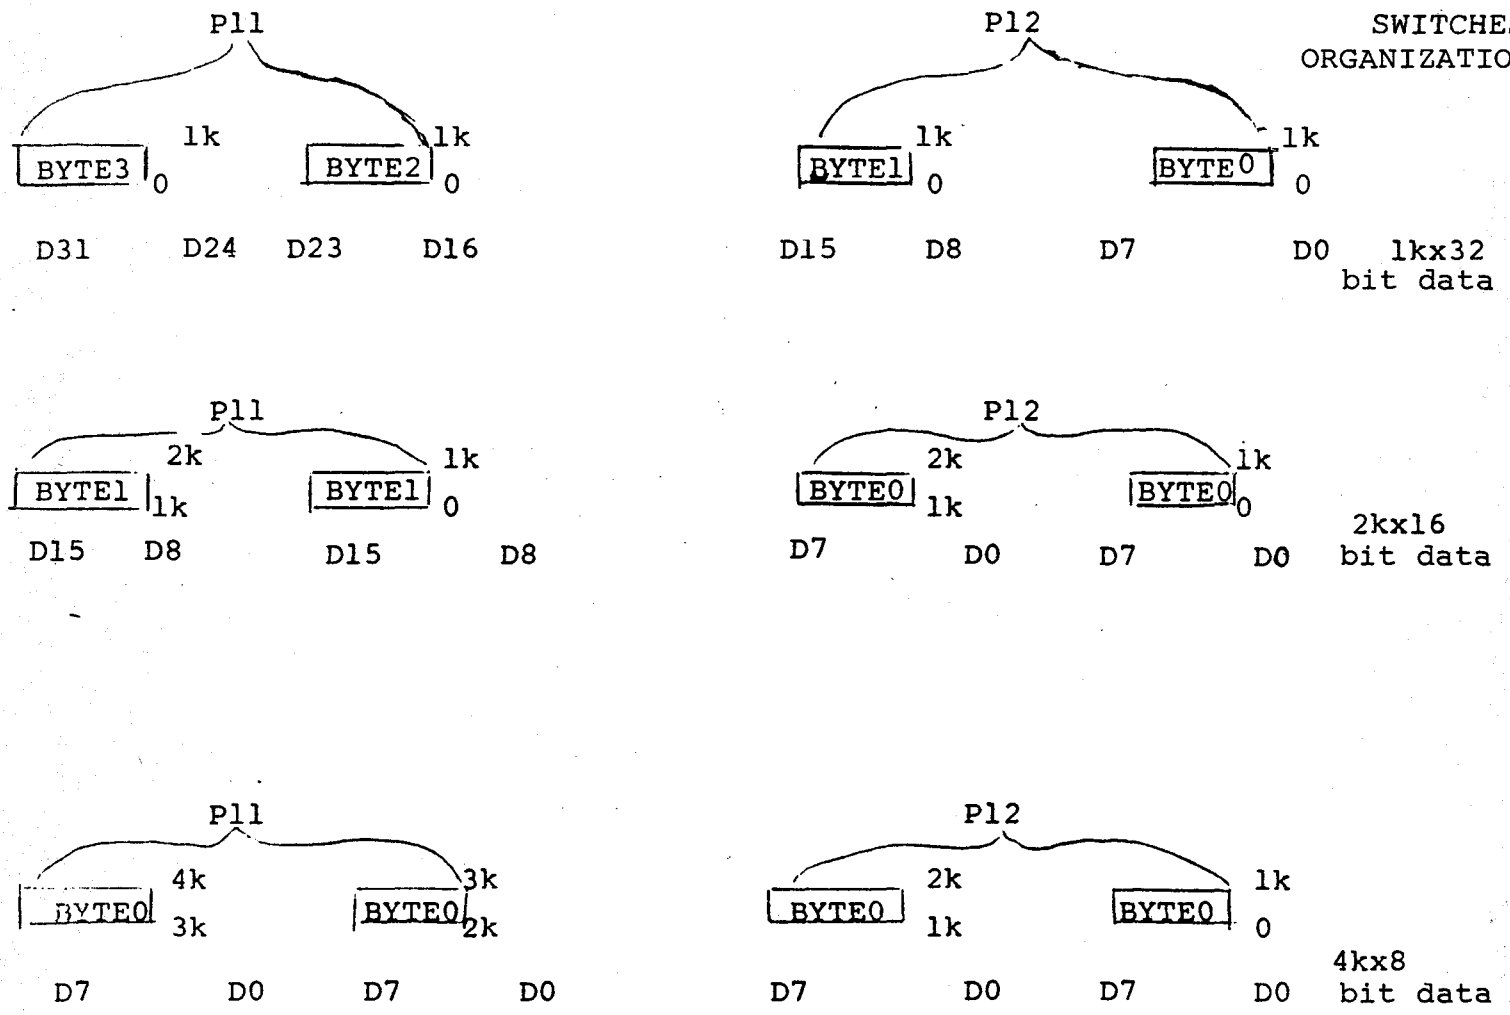 P11 P12 SWITCHE
ORGANIZATIO
1k 1k 1k 1k
BYTE3 BYTE2 BYTE1 BYTE0
0 0 0 0
D31 D24 D23 D16 D15 D8 D7 D0 1kx32
bit data
P11 P12
2k 1k 2k 1k
BYTE1 BYTE1 BYTE0 BYTE0
1k 0 1k 0
2kx16
D15 D8 D15 D8 D7 D0 D7 D0 bit data
P11 P12
4k 3k 2k 1k
BYTE0 BYTE0 BYTE0 BYTE0
3k 2k 1k 0
4kx8
D7 D0 D7 D0 D7 D0 D7 D0 bit data